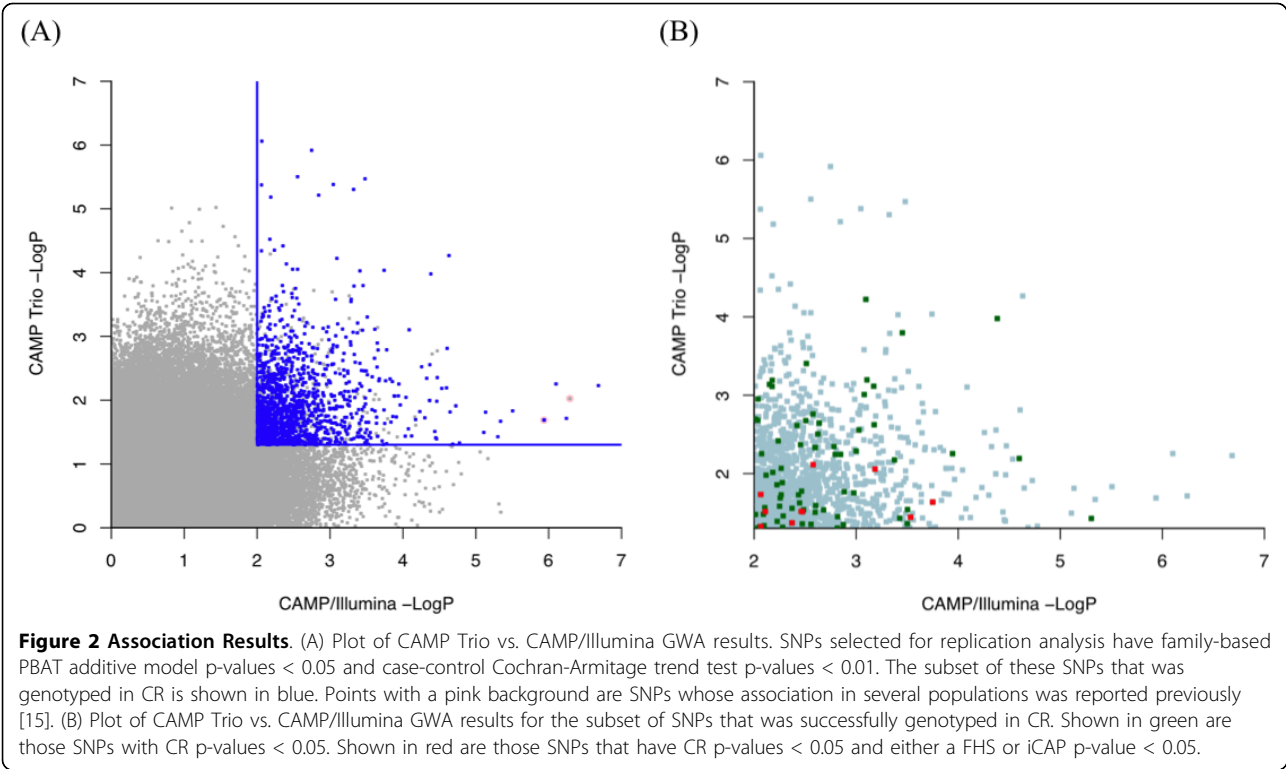 (A)
(B)
7
6
5
4
3
2
1
0
CAMP Trio –LogP
0 1 2 3 4 5 6 7
CAMP/Illumina –LogP
7
6
5
4
3
2
CAMP Trio –LogP
2 3 4 5 6 7
CAMP/Illumina –LogP
Figure 2 Association Results. (A) Plot of CAMP Trio vs. CAMP/Illumina GWA results. SNPs selected for replication analysis have family-based
PBAT additive model p-values < 0.05 and case-control Cochran-Armitage trend test p-values < 0.01. The subset of these SNPs that was
genotyped in CR is shown in blue. Points with a pink background are SNPs whose association in several populations was reported previously
[15]. (B) Plot of CAMP Trio vs. CAMP/Illumina GWA results for the subset of SNPs that was successfully genotyped in CR. Shown in green are
those SNPs with CR p-values < 0.05. Shown in red are those SNPs that have CR p-values < 0.05 and either a FHS or iCAP p-value < 0.05.